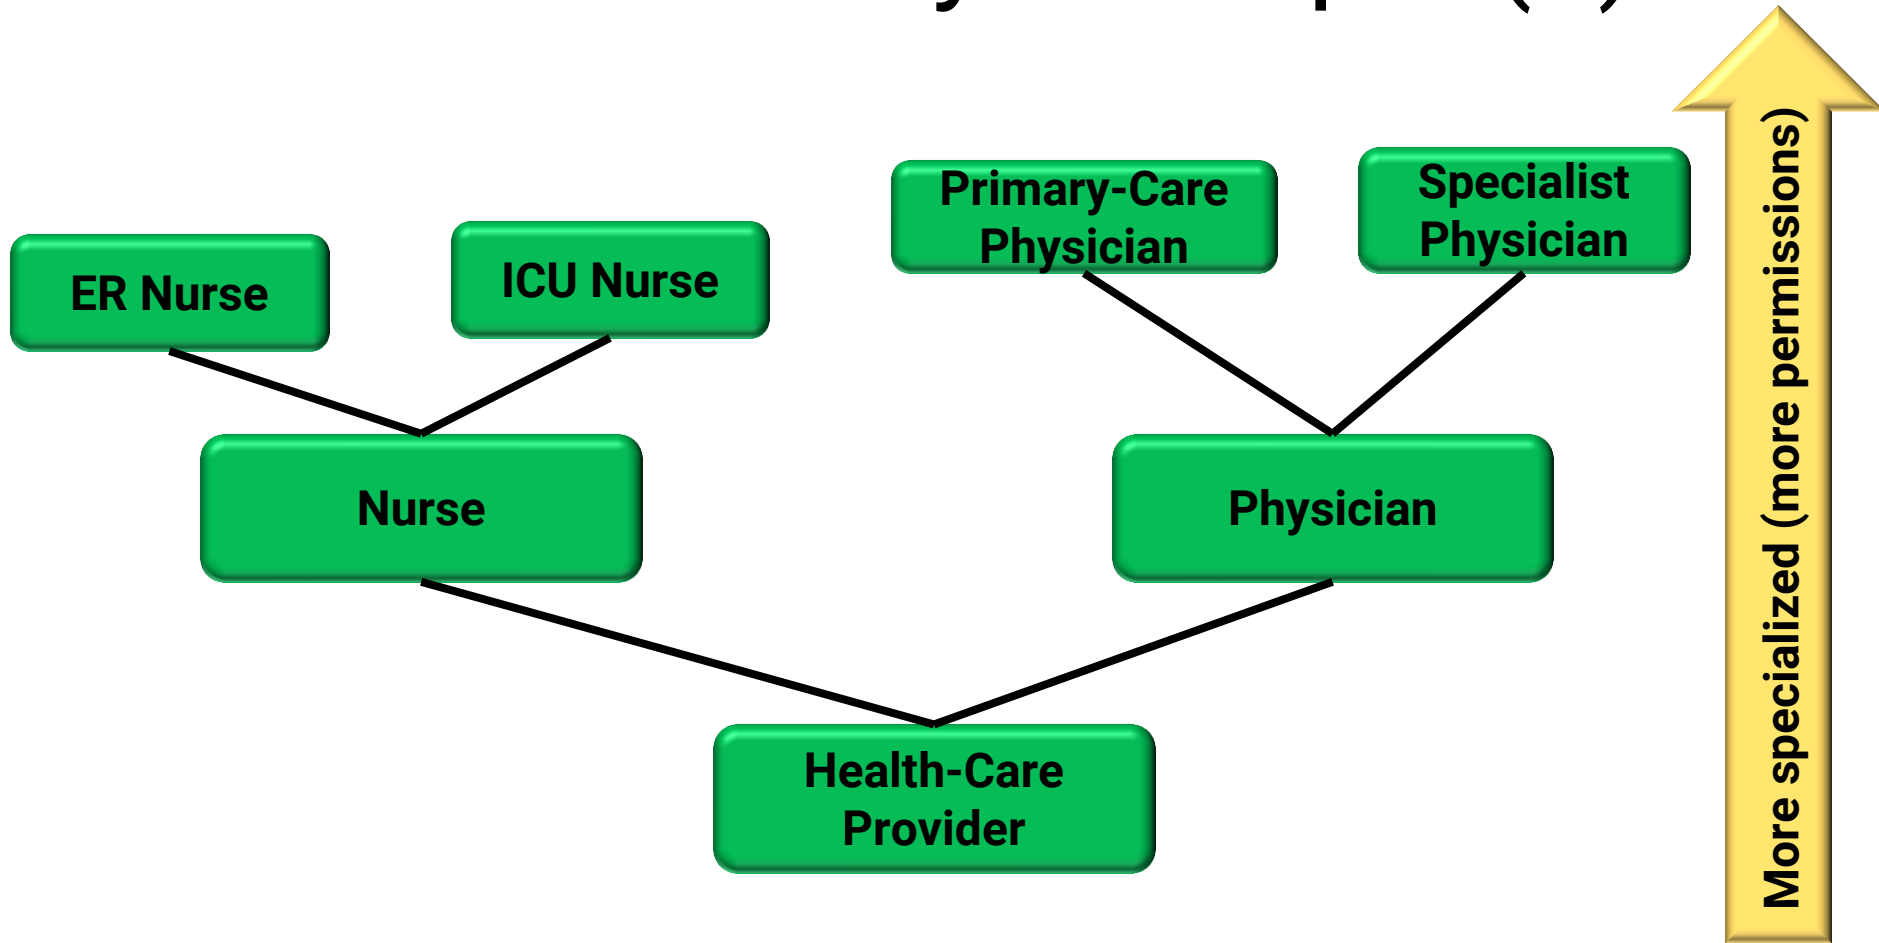 Primary-Care
Physician
Specialist
Physician
ER Nurse
ICU Nurse
Nurse
Physician
Health-Care
Provider
More specialized (more permissions)